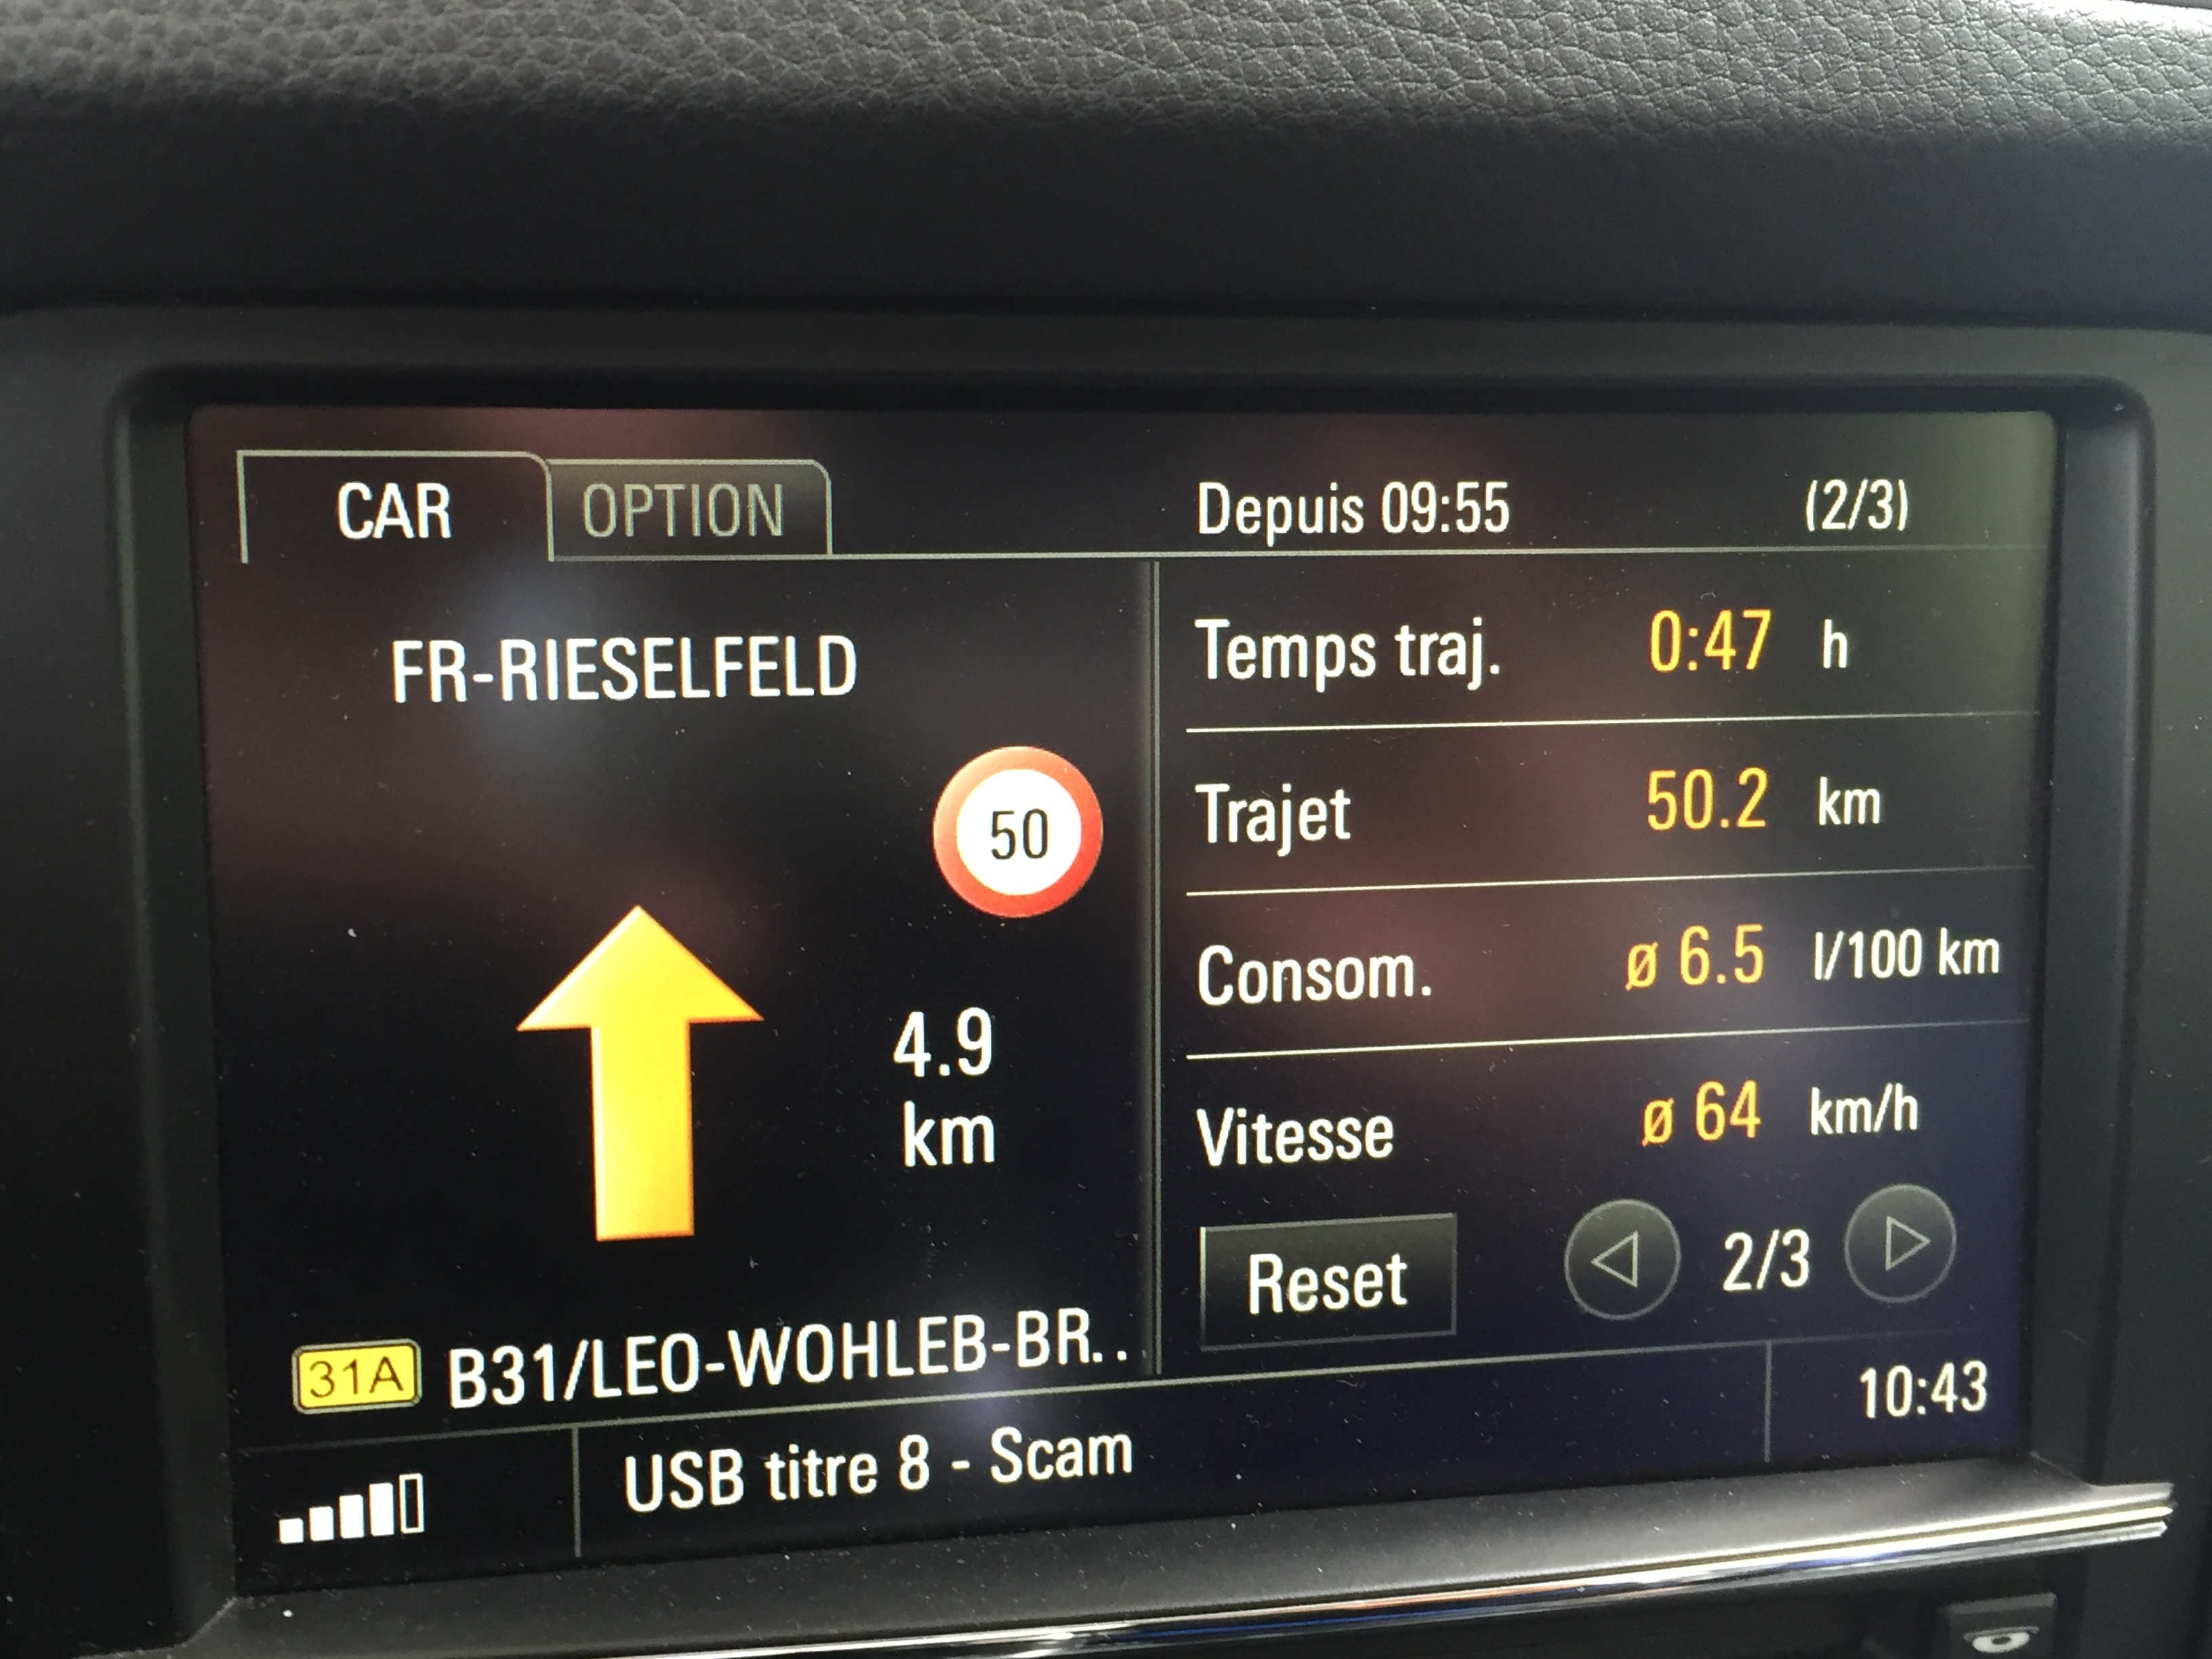 CAR OPTION Depuis 09:55 (2/3)
FR-RIESELFELD
50
4.9
km
31A B31/LEO-WOHLEB-BR..
Temps traj. 0:47 h
Trajet 50.2 km
Consom. ø 6.5 l/100 km
Vitesse ø 64 km/h
Reset 2/3
USB titre 8 - Scam 10:43